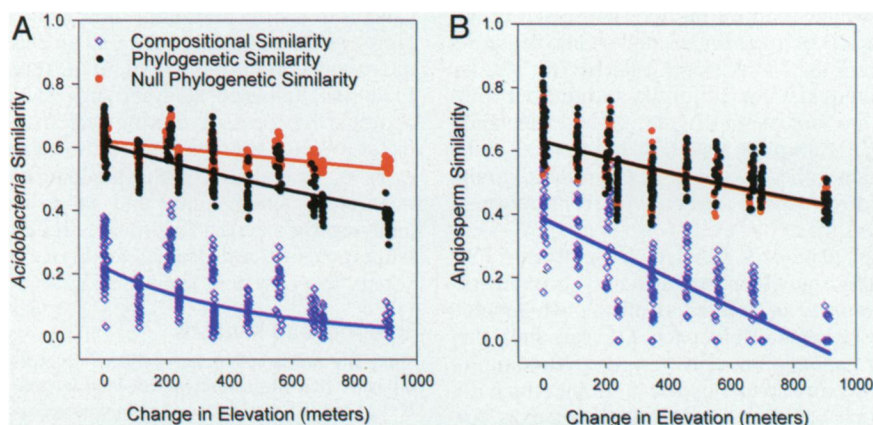 A
Compositional Similarity
Phylogenetic Similarity
Null Phylogenetic Similarity
Acidobacteria Similarity
1.0
0.8
0.6
0.4
0.2
0.0
0 200 400 600 800 1000
Change in Elevation (meters)
B
Angiosperm Similarity
1.0
0.8
0.6
0.4
0.2
0.0
0 200 400 600 800 1000
Change in Elevation (meters)